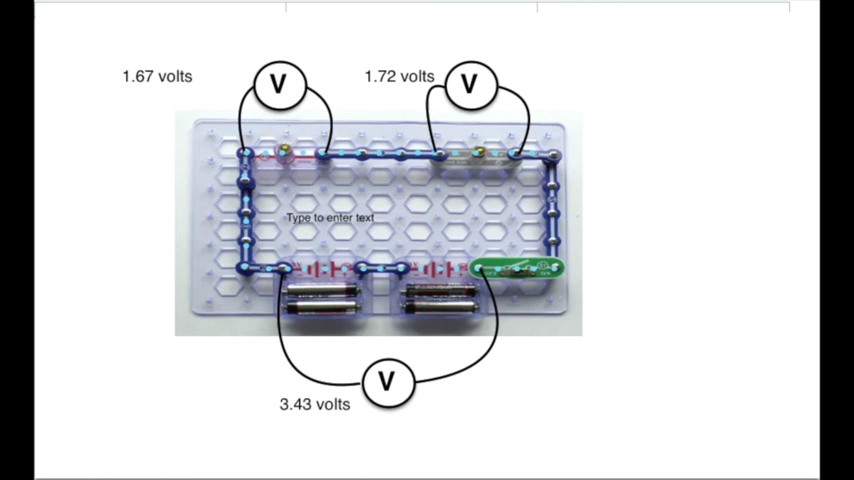 1.67 volts
V
1.72 volts
V
Type to enter text
V
3.43 volts